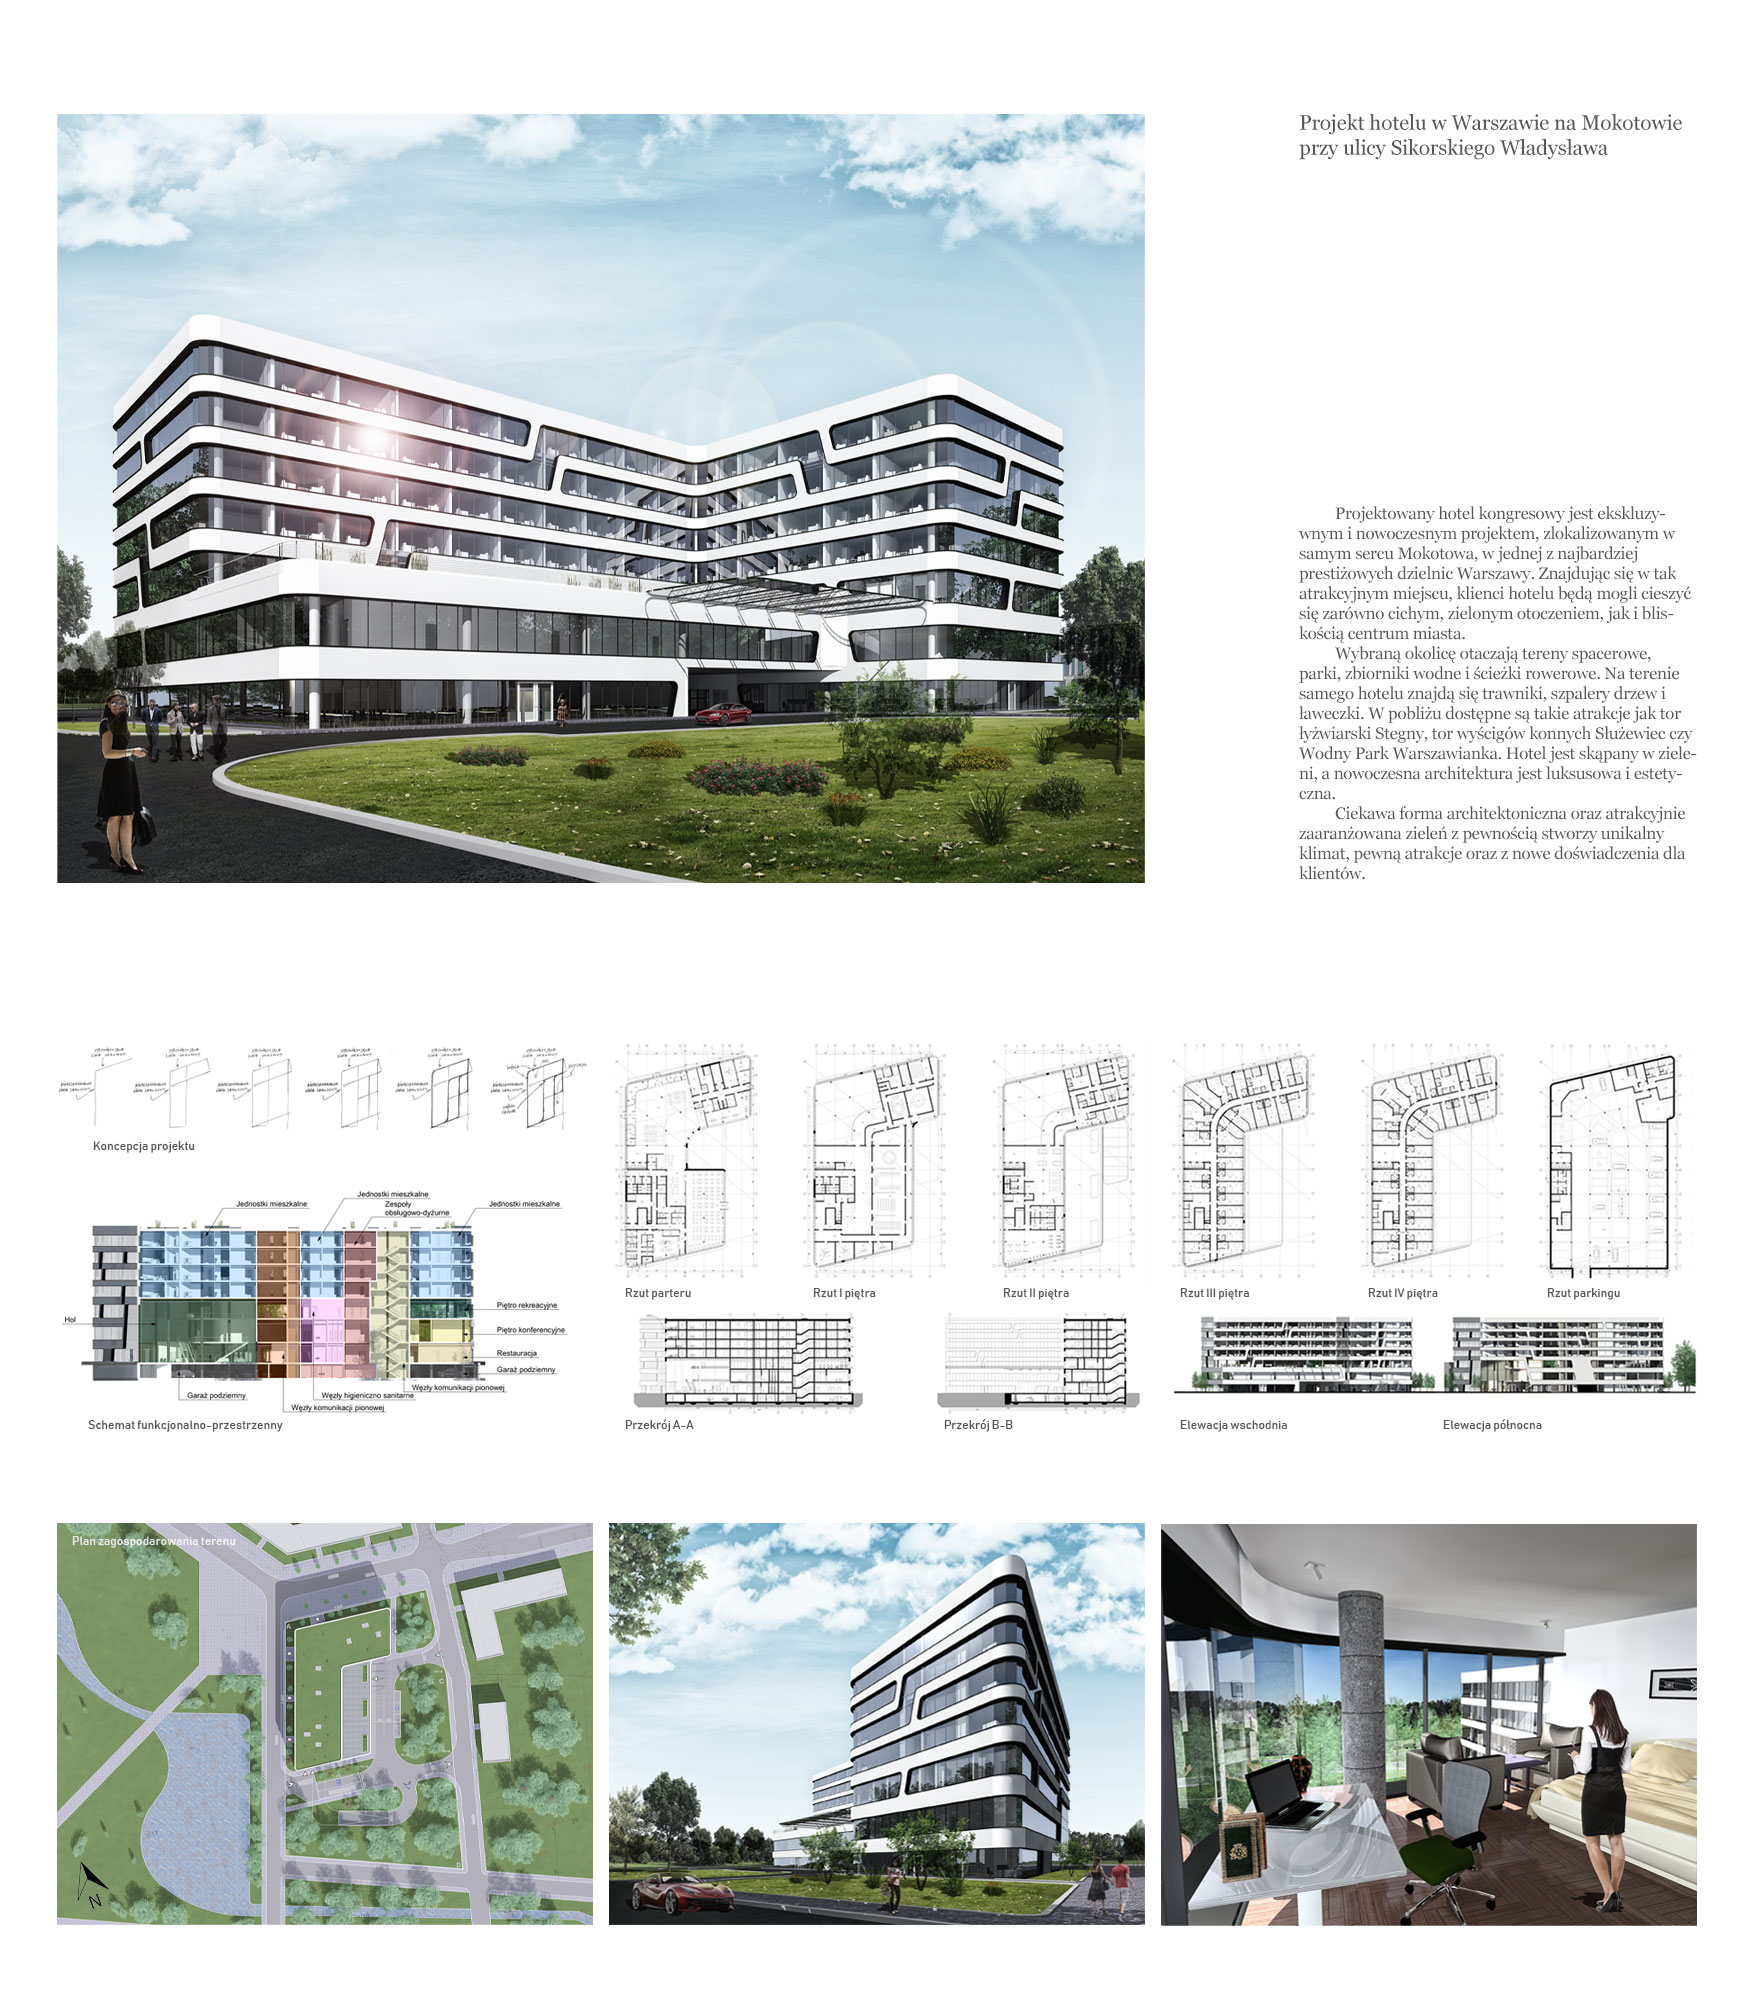 Projekt hotelu w Warszawie na Mokotowie
przy ulicy Sikorskiego Władysława
Projektowany hotel kongresowy jest ekskluzy-
wnym i nowoczesnym projektem, zlokalizowanym w
samym sercu Mokotowa, w jednej z najbardziej
prestiżowych dzielnic Warszawy. Znajdując się w tak
atrakcyjnym miejscu, klienci hotelu będą mogli cieszyć
się zarówno cichym, zielonym otoczeniem, jak i blis-
kością centrum miasta.
Wybraną okolicę otaczają tereny spacerowe,
parki, zbiorniki wodne i ścieżki rowerowe. Na terenie
samego hotelu znajdą się trawniki, szpalery drzew i
ławeczki. W pobliżu dostępne są takie atrakcje jak tor
łyżwiarski Stegny, tor wyścigów konnych Służewiec czy
Wodny Park Warszawianka. Hotel jest skąpany w ziele-
ni, a nowoczesna architektura jest luksusowa i estety-
czna.
Ciekawa forma architektoniczna oraz atrakcyjnie
zaaranżowana zieleń z pewnością stworzy unikalny
klimat, pewną atrakcje oraz z nowe doświadczenia dla
klientów.
Koncepcja projektu
Jednostki mieszkalne
Jednostki mieszkalne
Zespoły
obsługowo-dyżurne
Jednostki mieszkalne
Hol
Piętro rekreacyjne
Piętro konferencyjne
Restauracja
Garaż podziemny
Węzły komunikacji pionowej
Garaż podziemny
Węzły higieniczno sanitarne
Węzły komunikacji pionowej
Schemat funkcjonalno-przestrzenny
Rzut parteru
Rzut I piętra
Rzut II piętra
Rzut III piętra
Rzut IV piętra
Rzut parkingu
Przekrój A-A
Przekrój B-B
Elewacja wschodnia
Elewacja północna
Plan zagospodarowania terenu
A
B
C
D
N